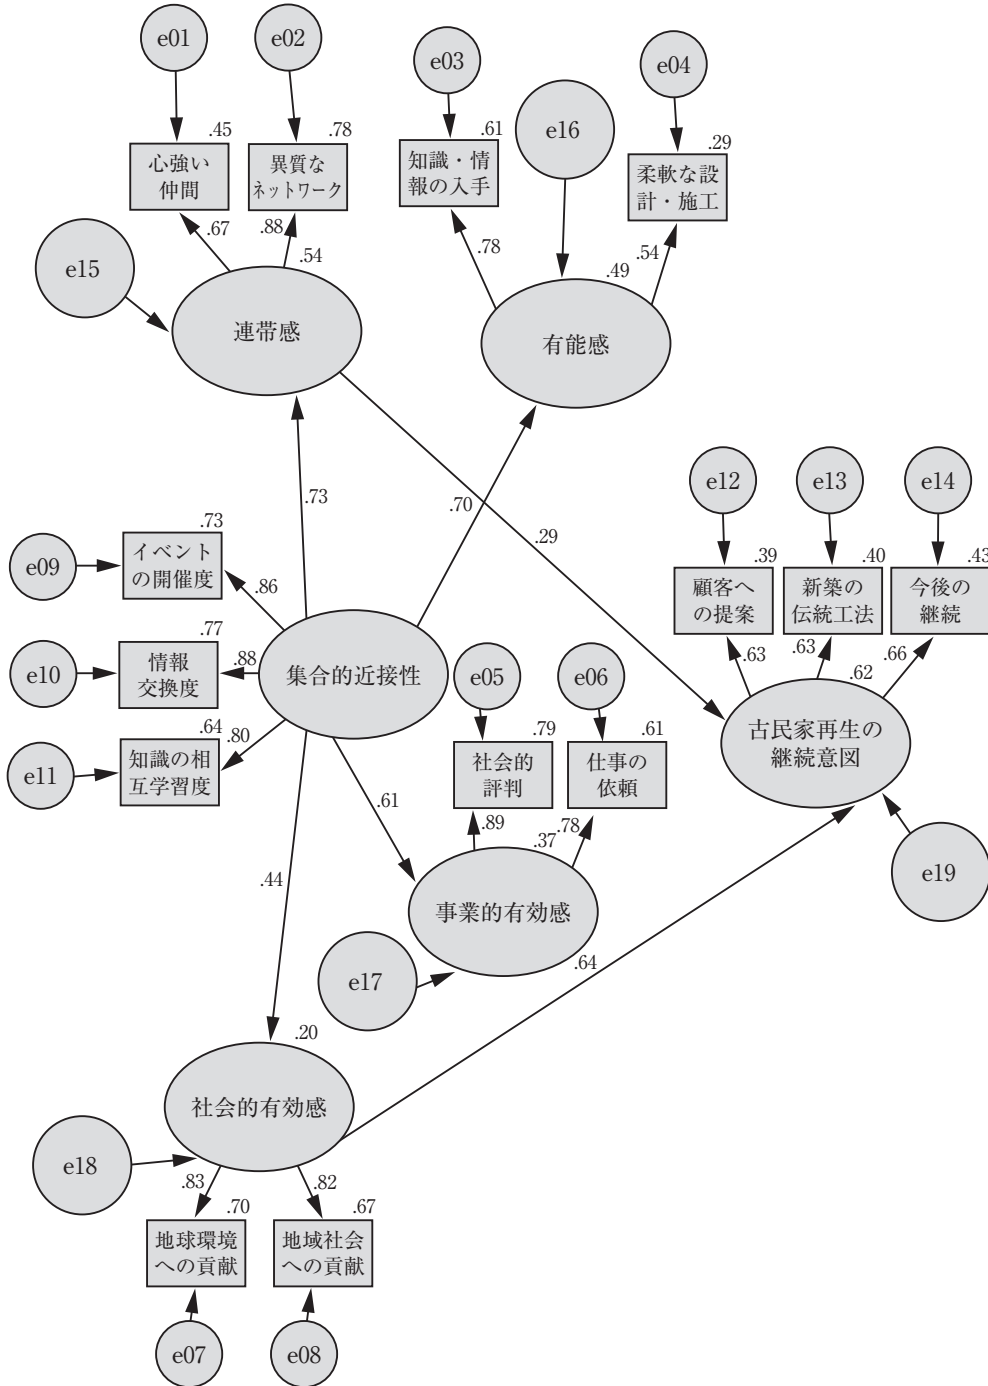 e01
e02
e03
e04
e16
.45
.78
.61
.29
心強い
仲間
異質な
ネットワーク
知識・情
報の入手
柔軟な設
計・施工
e15
.67
.88
.54
.78
.49
.54
連帯感
有能感
.73
.70
.29
e12
e13
e14
.73
e09
イベント
の開催度
.86
.39
.40
.43
顧客へ
の提案
新築の
伝統工法
今後の
継続
.77
e10
情報
交換度
.88
集合的近接性
e05
e06
.63
.63
.66
.62
.64
.80
e11
知識の相
互学習度
.79
.61
社会的
評判
仕事の
依頼
古民家再生の
継続意図
.61
.89
.37
.78
.44
e19
事業的有効感
e17
.64
.20
社会的有効感
e18
.83
.82
.70
.67
地球環境
への貢献
地域社会
への貢献
e07
e08